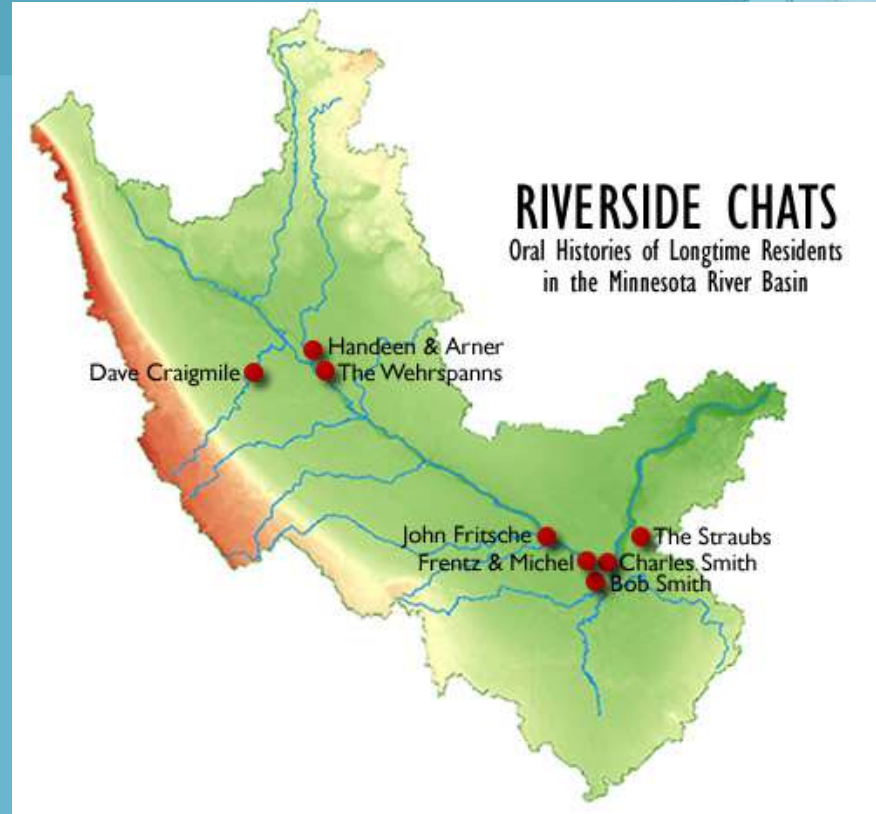 RIVERSIDE CHATS
Oral Histories of Longtime Residents
in the Minnesota River Basin
Handeen & Arner
Dave Craigmile
The Wehrspanns
John Fritsche
The Straubs
Frentz & Michel
Charles Smith
Bob Smith